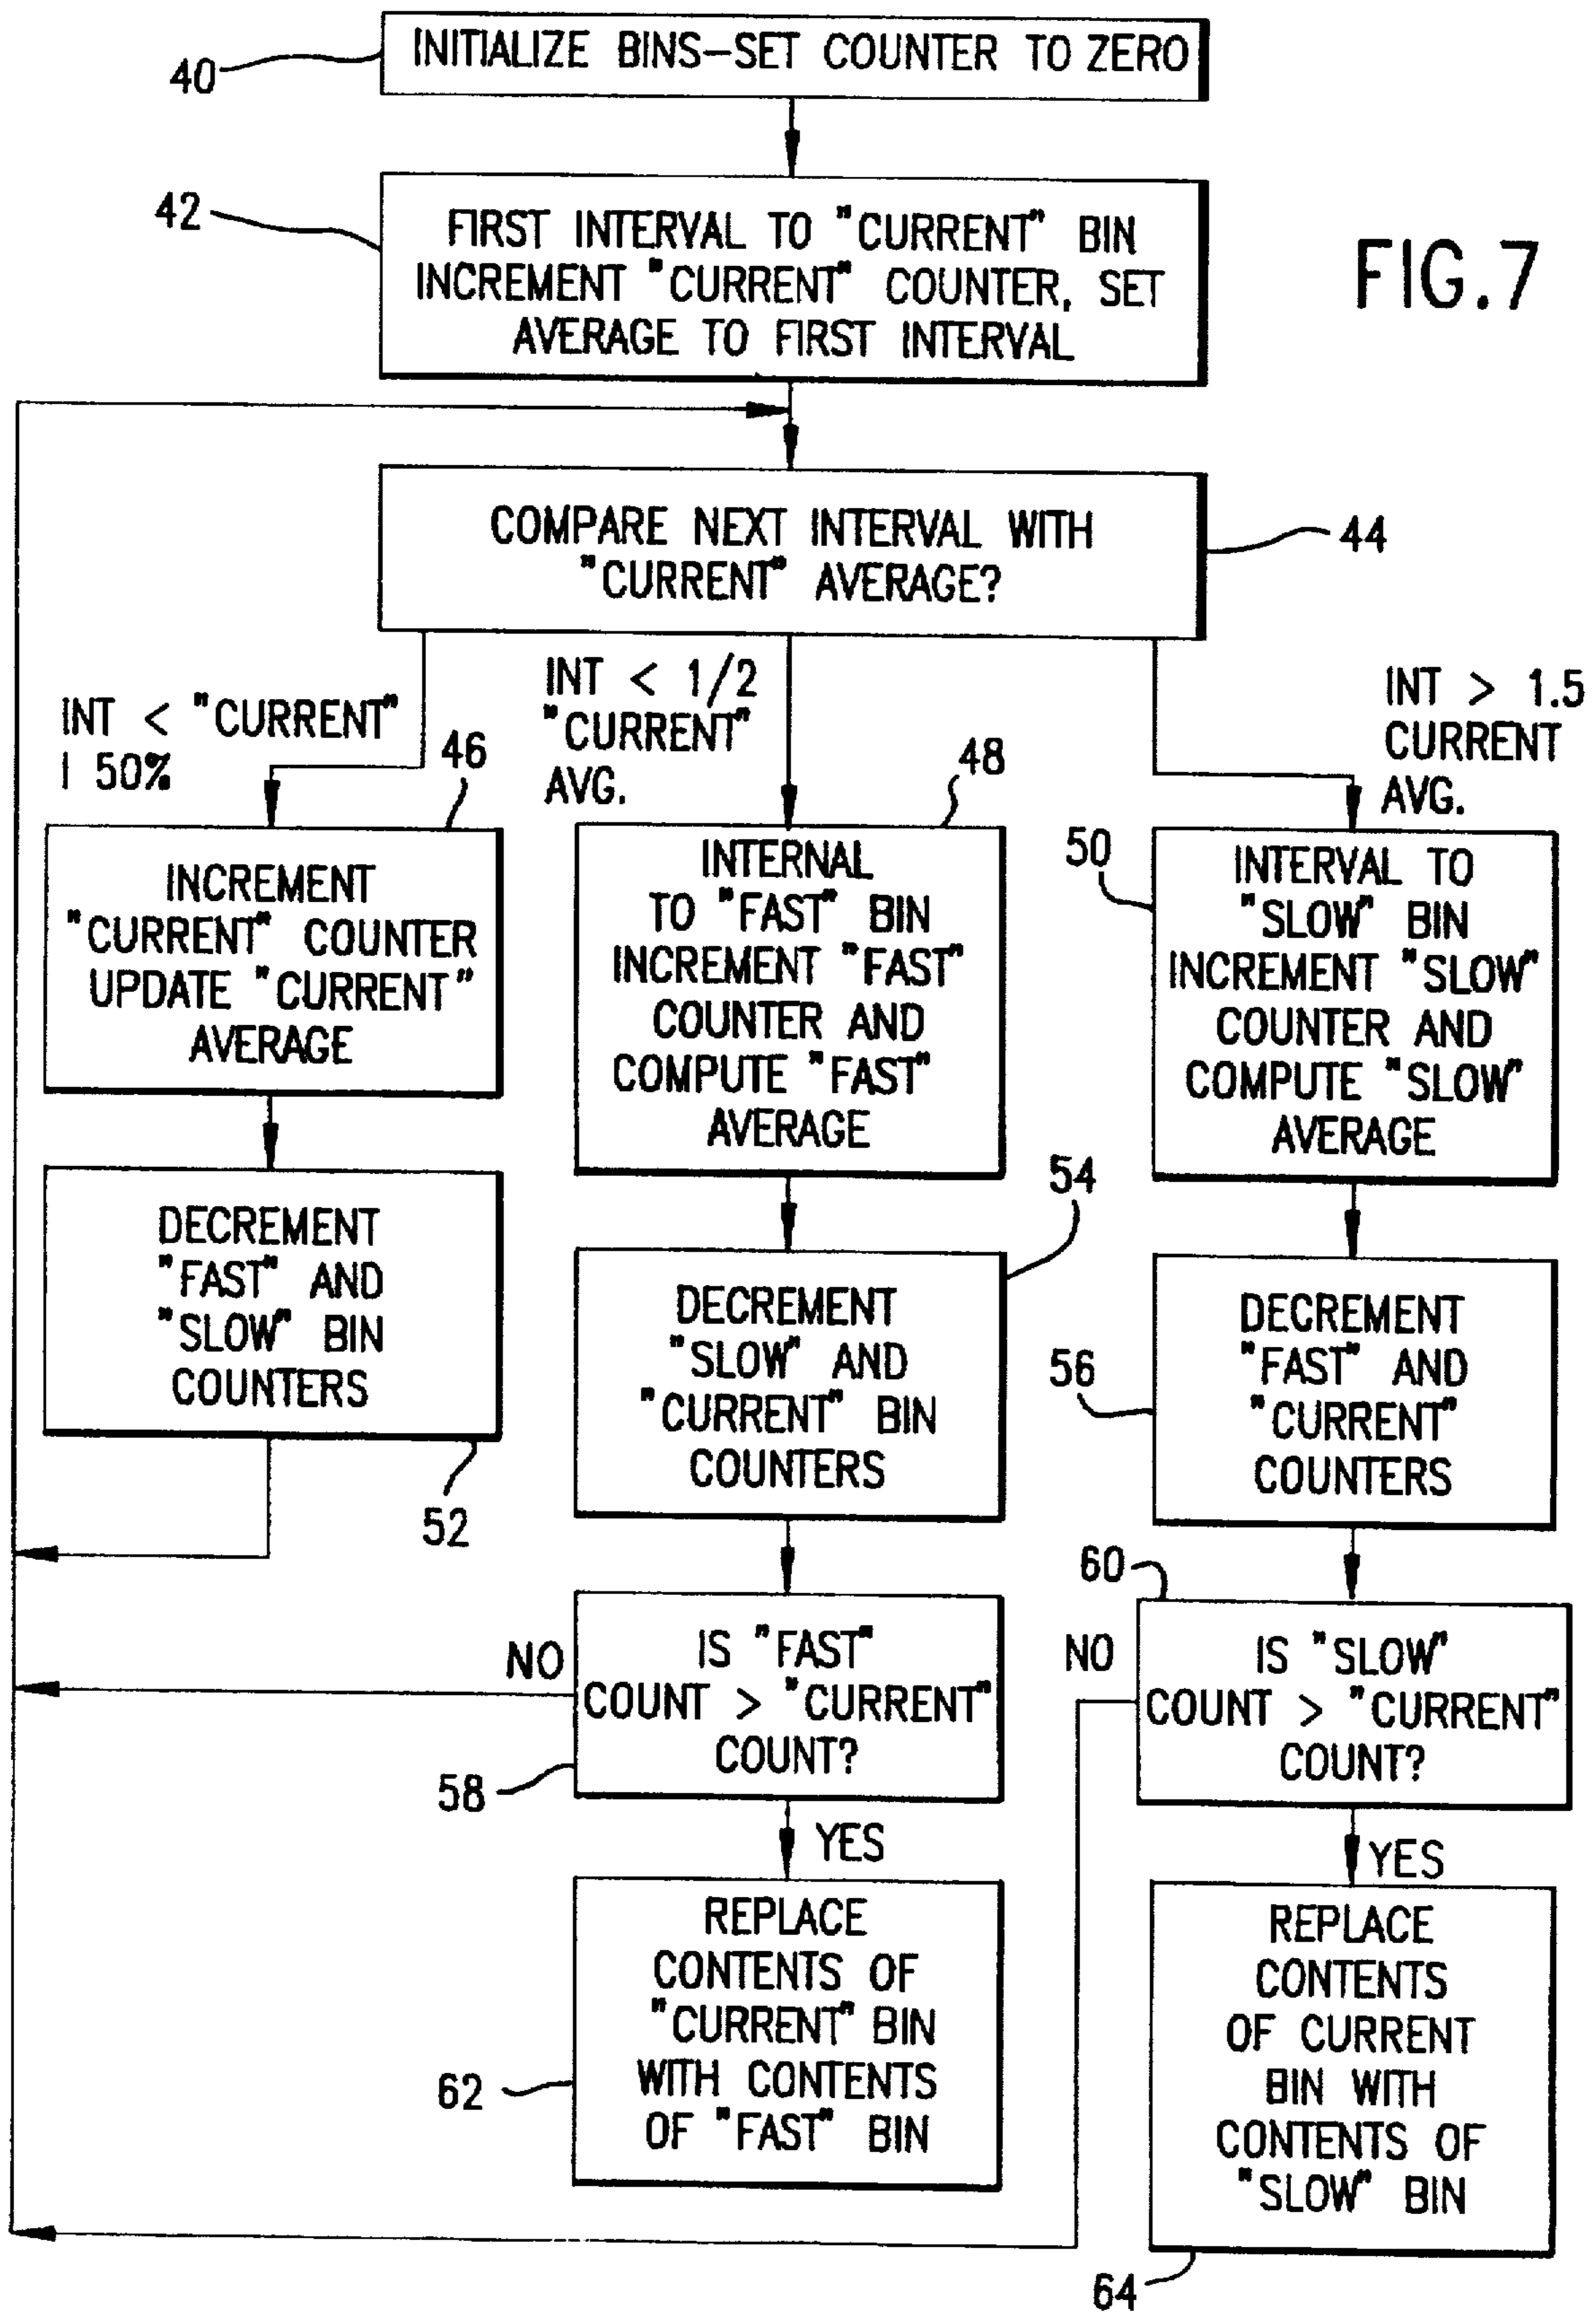 40
INITIALIZE BINS-SET COUNTER TO ZERO
42
FIRST INTERVAL TO "CURRENT" BIN
INCREMENT "CURRENT" COUNTER, SET
AVERAGE TO FIRST INTERVAL
FIG.7
COMPARE NEXT INTERVAL WITH
"CURRENT" AVERAGE?
44
INT < "CURRENT"
| 50%
46
INT < 1/2
"CURRENT"
AVG.
48
INT > 1.5
CURRENT
AVG.
50
INCREMENT
"CURRENT" COUNTER
UPDATE "CURRENT"
AVERAGE
INTERNAL
TO "FAST" BIN
INCREMENT "FAST"
COUNTER AND
COMPUTE "FAST"
AVERAGE
INTERVAL TO
"SLOW" BIN
INCREMENT "SLOW"
COUNTER AND
COMPUTE "SLOW"
AVERAGE
DECREMENT
"FAST" AND
"SLOW" BIN
COUNTERS
52
54
DECREMENT
"SLOW" AND
"CURRENT" BIN
COUNTERS
56
DECREMENT
"FAST" AND
"CURRENT"
COUNTERS
NO
IS "FAST"
COUNT > "CURRENT"
COUNT?
58
60
NO
IS "SLOW"
COUNT > "CURRENT"
COUNT?
YES
YES
62
REPLACE
CONTENTS OF
"CURRENT" BIN
WITH CONTENTS
OF "FAST" BIN
REPLACE
CONTENTS
OF CURRENT
BIN WITH
CONTENTS OF
"SLOW" BIN
64